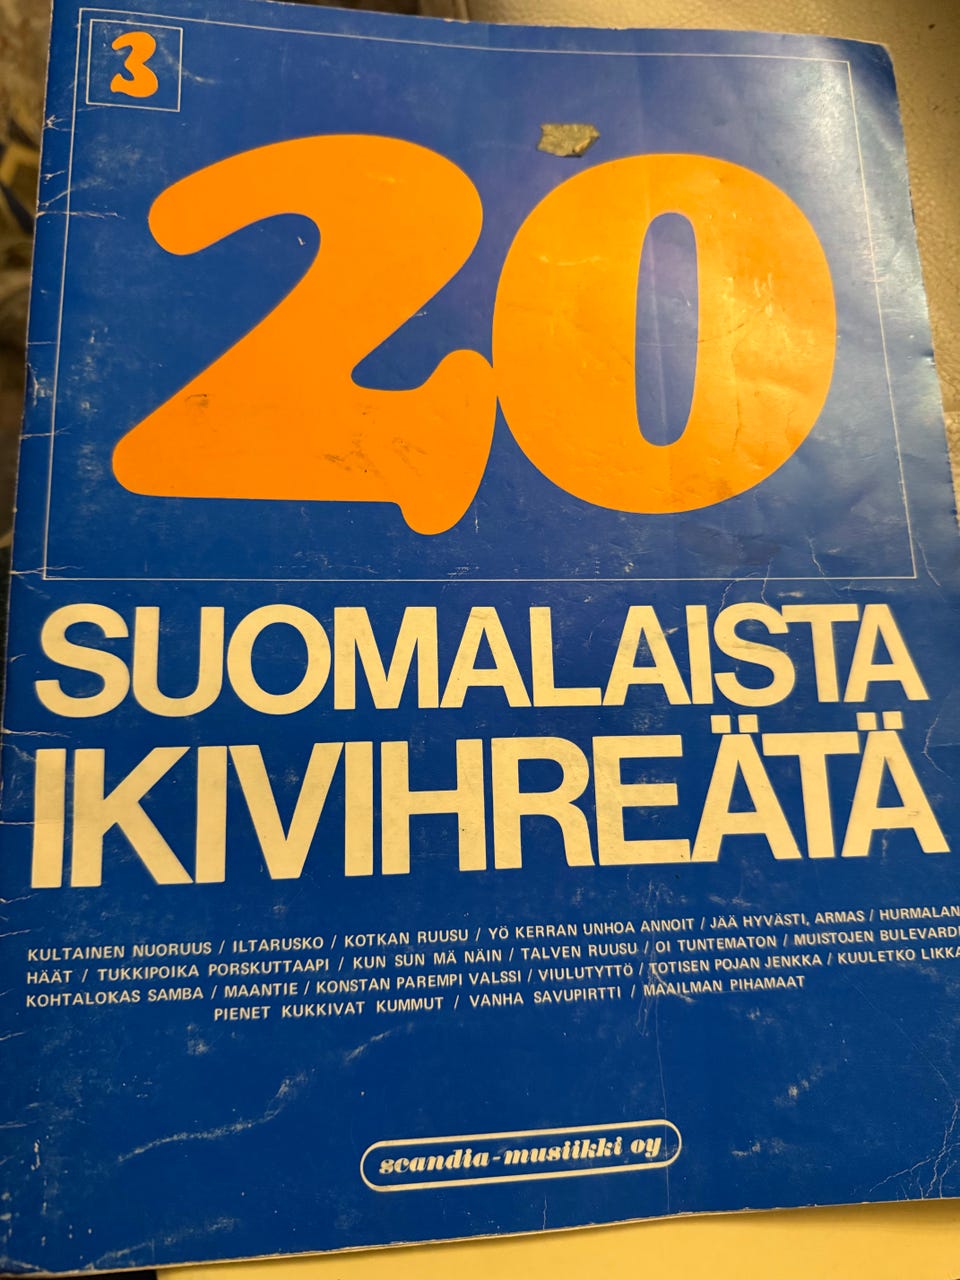 3
20
SUOMALAISTA
IKIVIHREÄTÄ
KULTAINEN NUORUUS / ILTARUSKO / KOTKAN RUUSU / YÖ KERRAN UNHOA ANNOIT / JÄÄ HYVÄSTI, ARMAS / HURMALAN
HÄÄT / TUKKIPOIKA PORSKUTTAAPI / KUN SUN MÄ NÄIN / TALVEN RUUSU / OI TUNTEMATON / MUISTOJEN BULEVARDI
KOHTALOKAS SAMBA / MAANTIE / KONSTAN PAREMPI VALSSI / VIULUTYTTÖ / TOTISEN POJAN JENKKA / KUULETKO LIKKA
PIENET KUKKIVAT KUMMUT / VANHA SAVUPIRTTI / MAAILMAN PIHAMAAT
scandia-musiikki oy